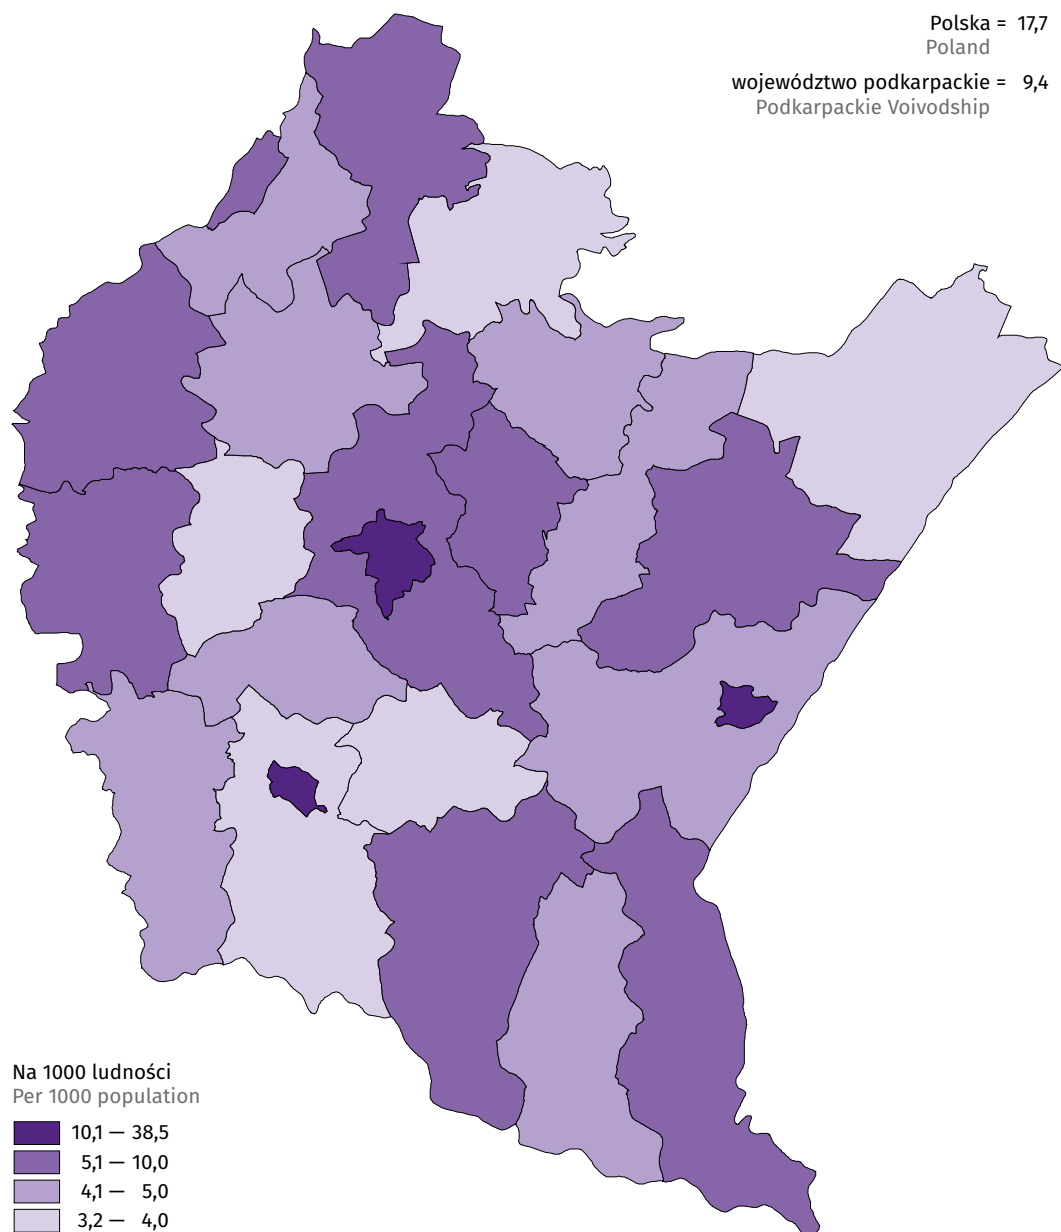 Polska = 17,7
Poland
województwo podkarpackie = 9,4
Podkarpackie Voivodship
Na 1000 ludności
Per 1000 population
10,1 — 38,5
5,1 — 10,0
4,1 — 5,0
3,2 — 4,0